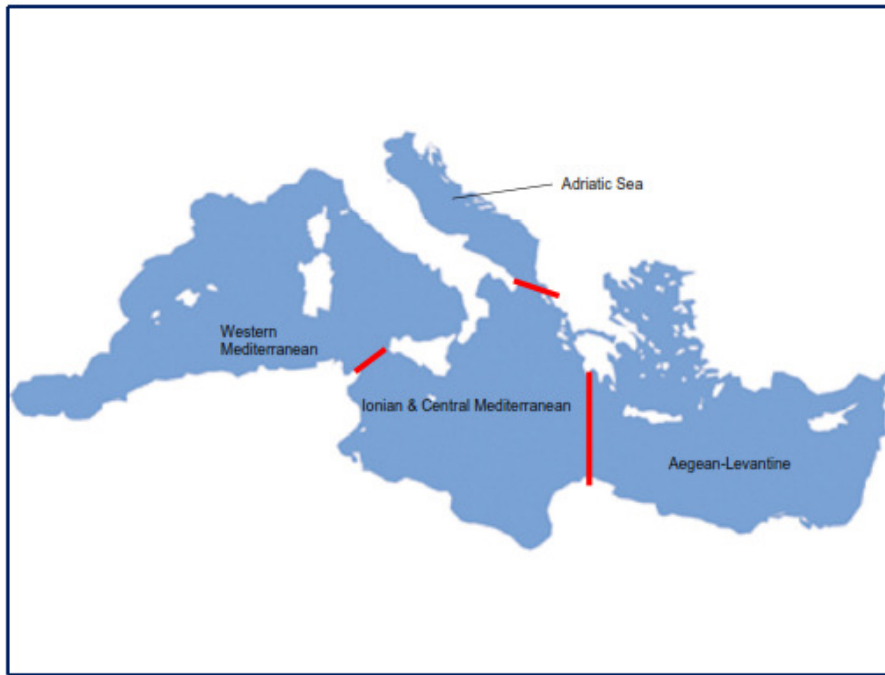 Adriatic Sea
Western
Mediterranean
Ionian & Central Mediterranean
Aegean-Levantine